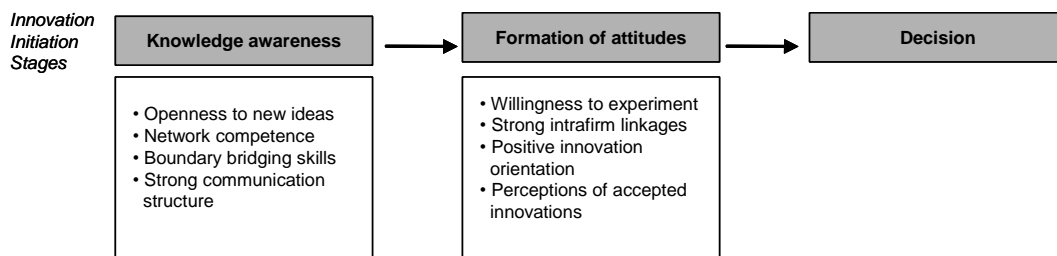 Innovation
Initiation
Stages
Knowledge awareness
Formation of attitudes
Decision
• Openness to new ideas
• Network competence
• Boundary bridging skills
• Strong communication
structure
• Willingness to experiment
• Strong intrafirm linkages
• Positive innovation
orientation
• Perceptions of accepted
innovations